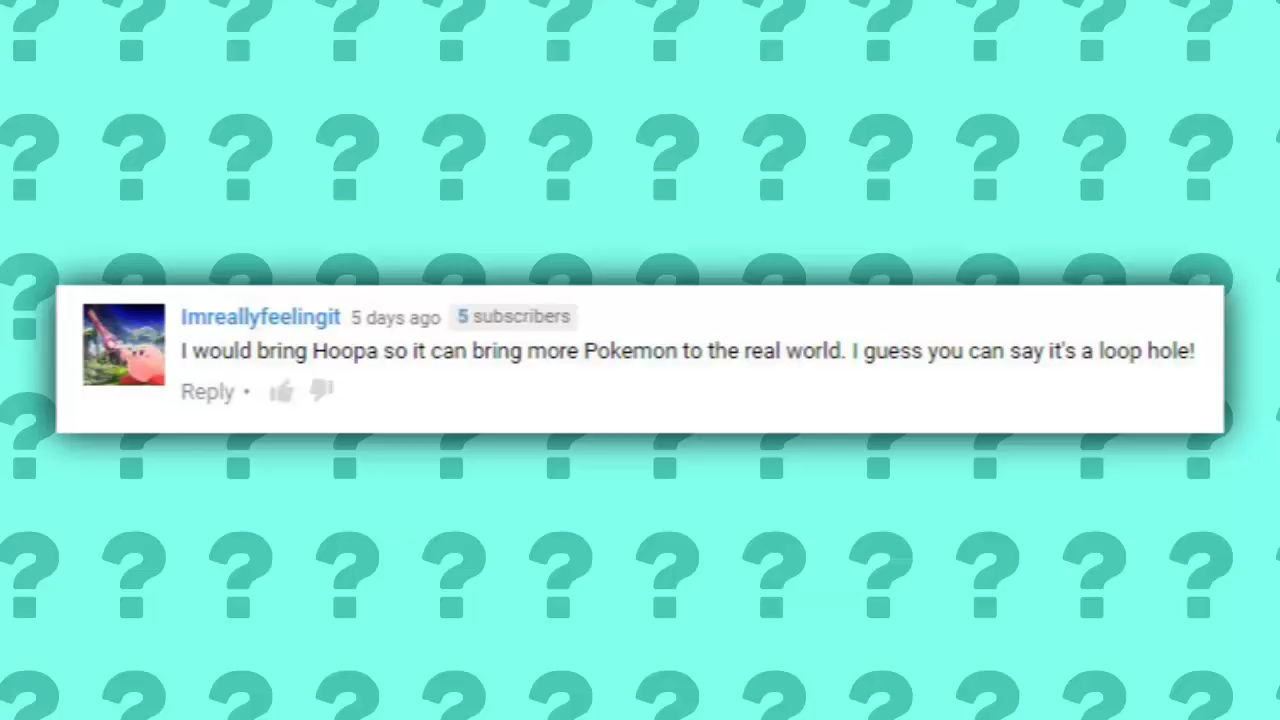 Imreallyfeelingit 5 days ago 5 subscribers
I would bring Hoopa so it can bring more Pokemon to the real world. I guess you can say it's a loop hole!
Reply •